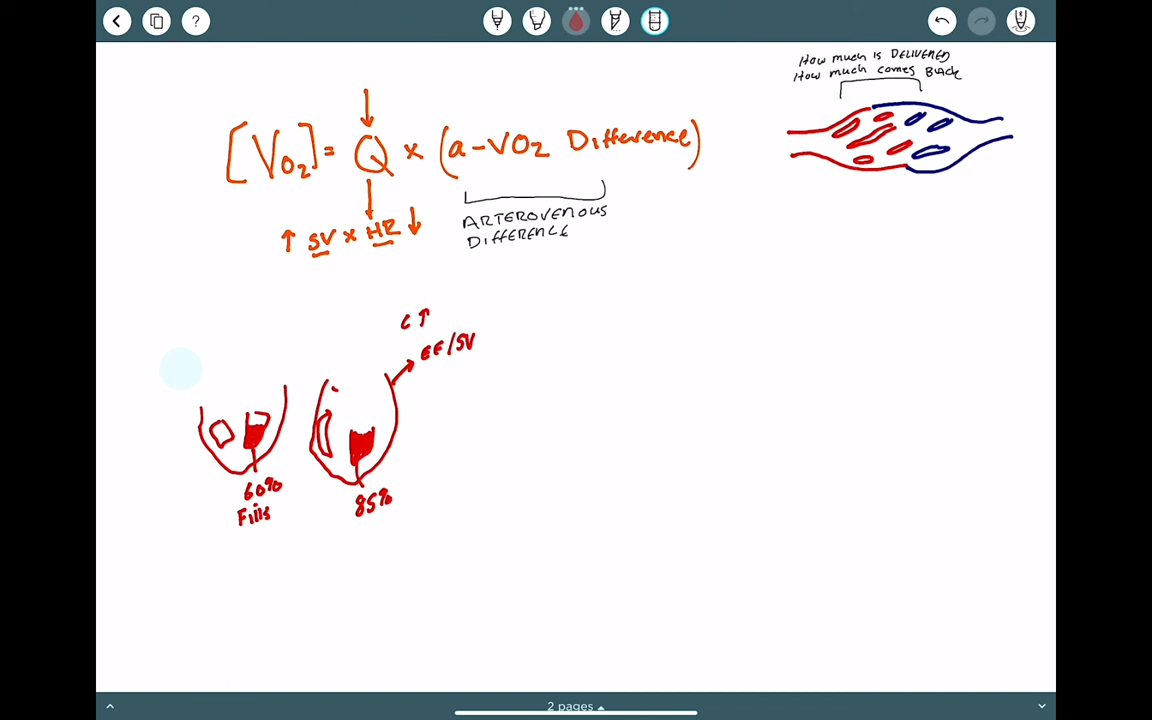 ?
How much is DELIVERED
How much comes Back
[VO2] = Q × (a-VO2 Difference)
↑ SV × HR ↓
ARTEROVENOUS
DIFFERENCE
C ↑
EF/SV
60%
Fills
85%
2 pages